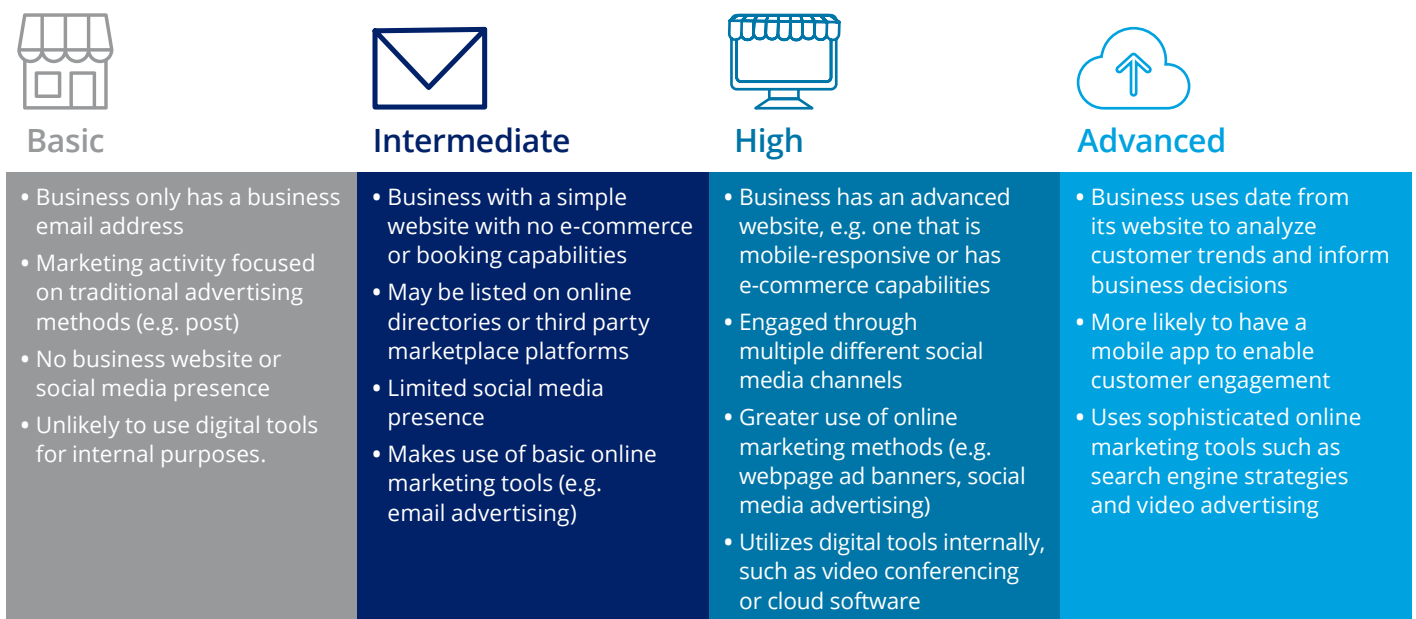 Basic
• Business only has a business
email address
• Marketing activity focused
on traditional advertising
methods (e.g. post)
• No business website or
social media presence
• Unlikely to use digital tools
for internal purposes.
Intermediate
• Business with a simple
website with no e-commerce
or booking capabilities
• May be listed on online
directories or third party
marketplace platforms
• Limited social media
presence
• Makes use of basic online
marketing tools (e.g.
email advertising)
High
• Business has an advanced
website, e.g. one that is
mobile-responsive or has
e-commerce capabilities
• Engaged through
multiple different social
media channels
• Greater use of online
marketing methods (e.g.
webpage ad banners, social
media advertising)
• Utilizes digital tools internally,
such as video conferencing
or cloud software
Advanced
• Business uses date from
its website to analyze
customer trends and inform
business decisions
• More likely to have a
mobile app to enable
customer engagement
• Uses sophisticated online
marketing tools such as
search engine strategies
and video advertising